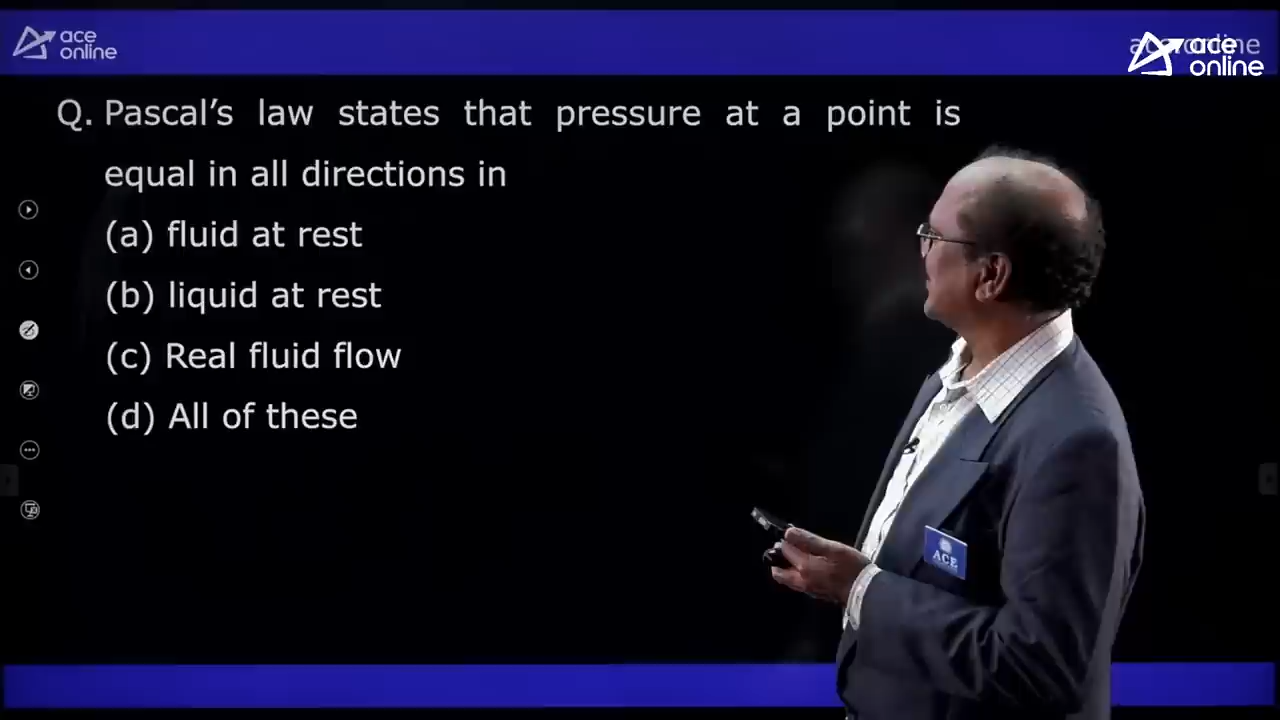 ace
online
ace
online
Q. Pascal’s law states that pressure at a point is
equal in all directions in
(a) fluid at rest
(b) liquid at rest
(c) Real fluid flow
(d) All of these
ACE